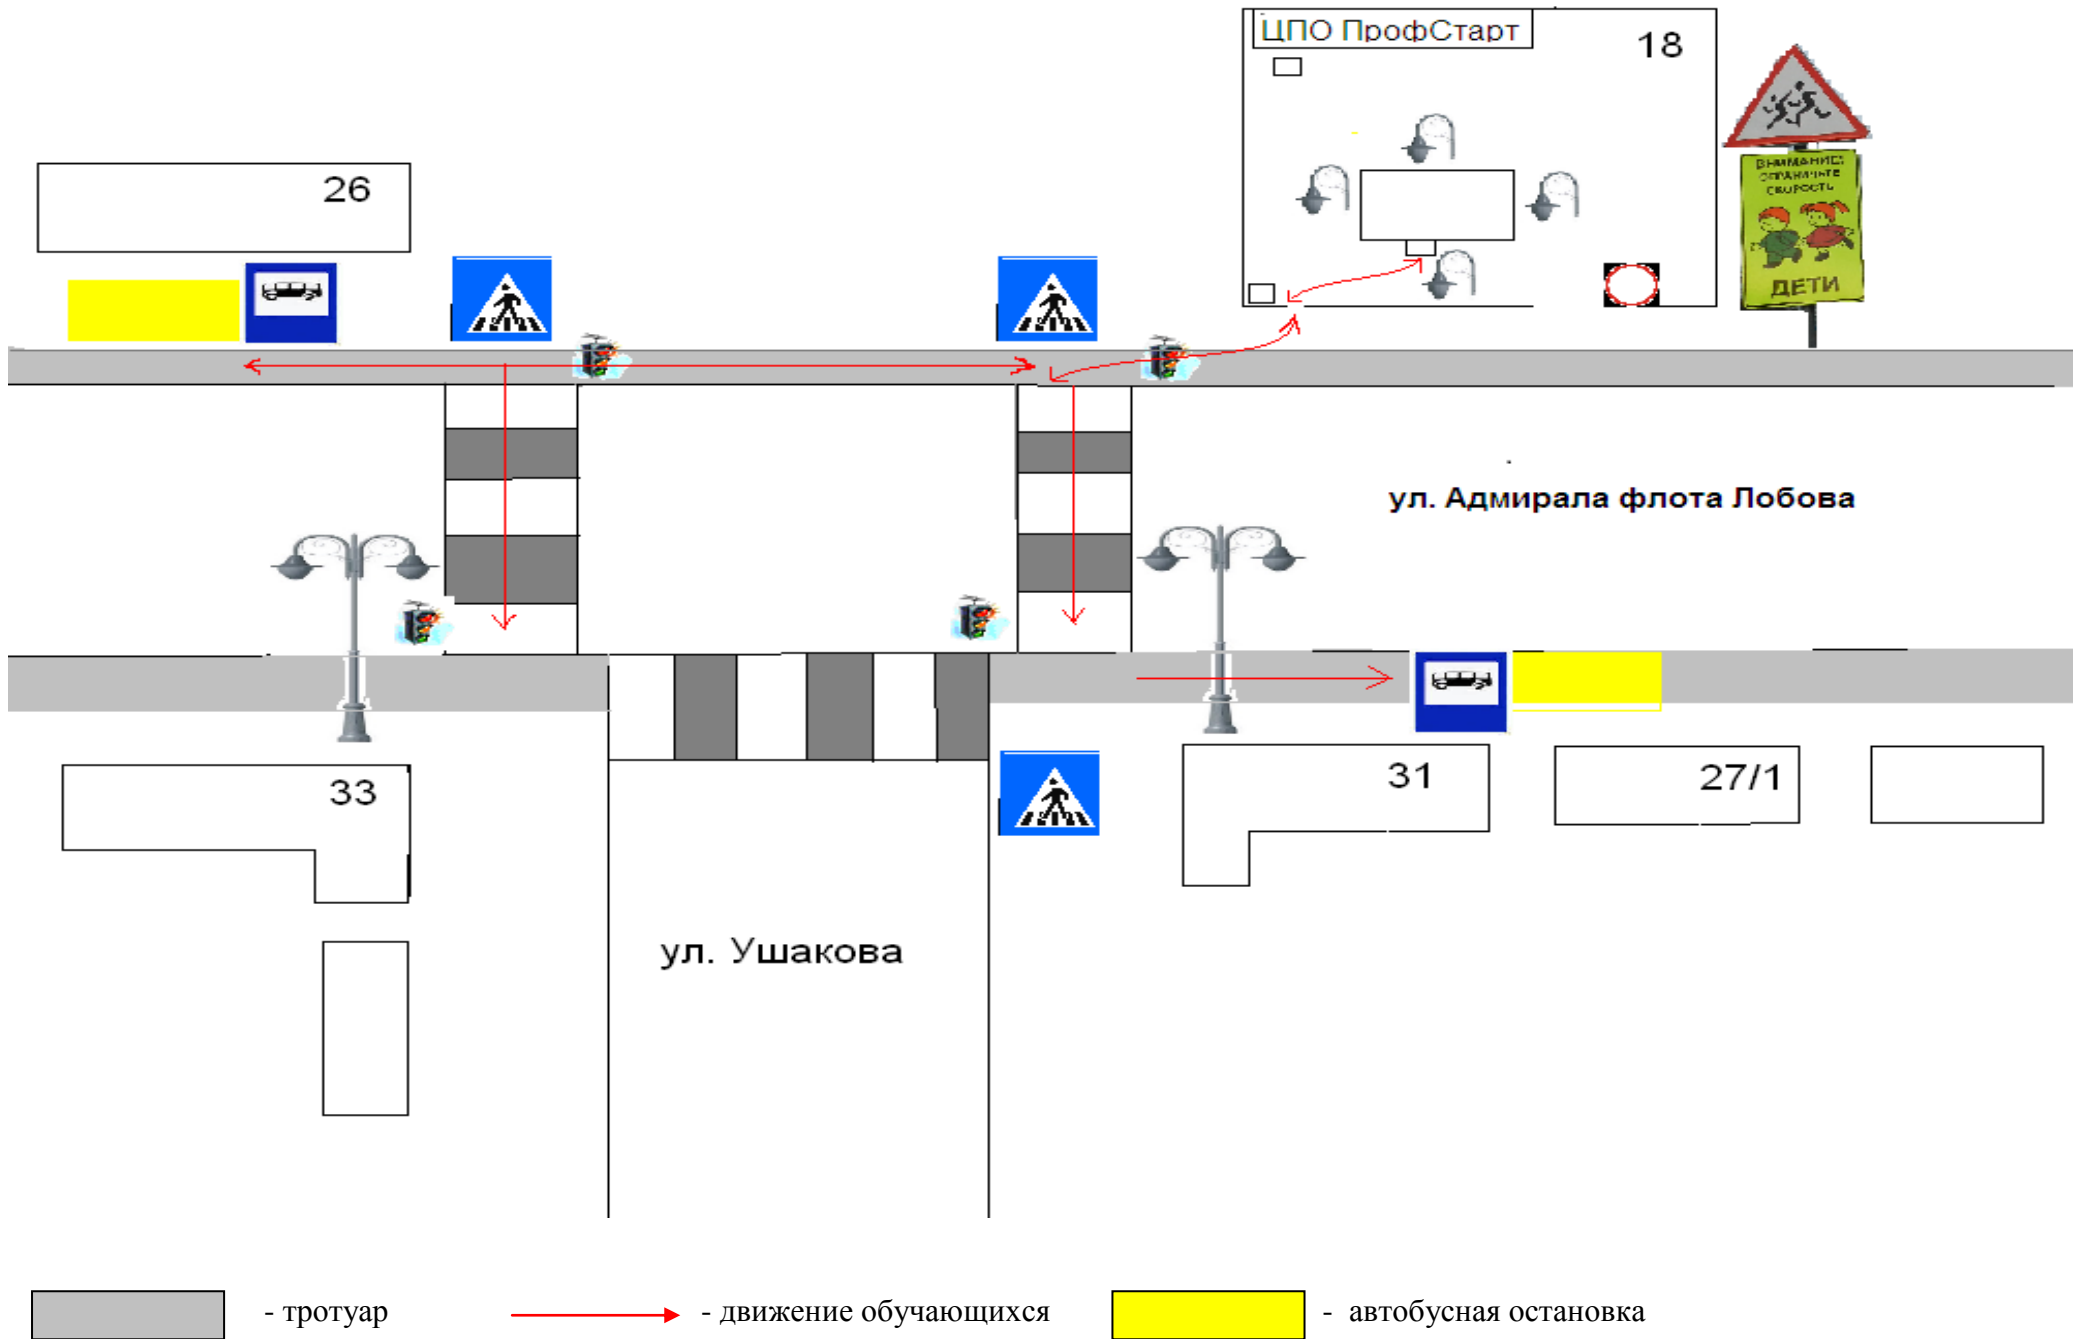 ЦПО ПрофСтарт
18
ВНИМАНИЕ!
ОГРАНИЧЬТЕ
СКОРОСТЬ
ДЕТИ
26
ул. Адмирала флота Лобова
33
31
27/1
ул. Ушакова
- тротуар
- движение обучающихся
- автобусная остановка